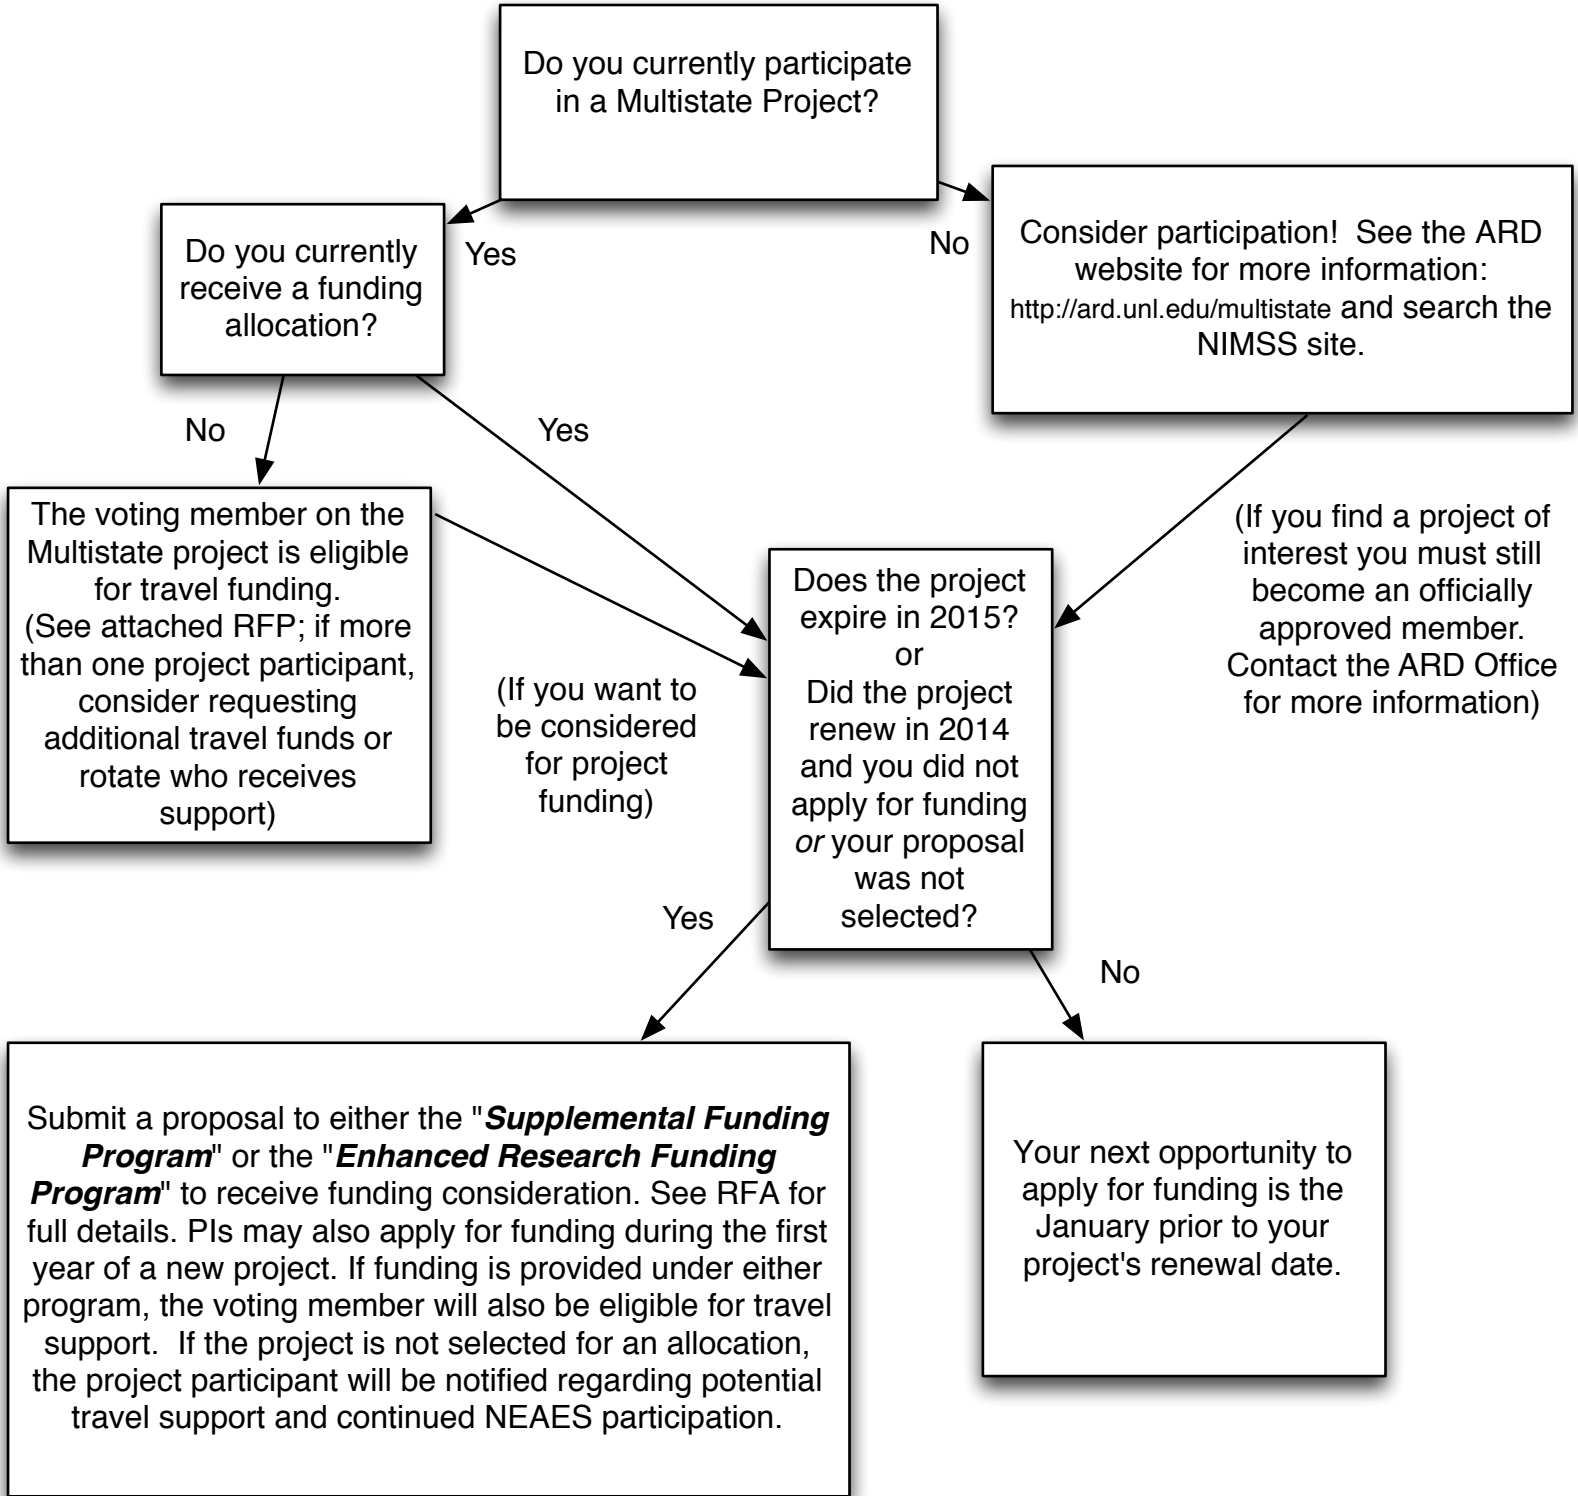 Do you currently participate
in a Multistate Project?
Do you currently
receive a funding
allocation?
Yes
No
Consider participation!  See the ARD
website for more information:
http://ard.unl.edu/multistate and search the
NIMSS site.
No
Yes
The voting member on the
Multistate project is eligible
for travel funding.
(See attached RFP; if more
than one project participant,
consider requesting
additional travel funds or
rotate who receives
support)
(If you want to
be considered
for project
funding)
Does the project
expire in 2015?
or
Did the project
renew in 2014
and you did not
apply for funding
or your proposal
was not
selected?
(If you find a project of
interest you must still
become an officially
approved member.
Contact the ARD Office
for more information)
Yes
No
Submit a proposal to either the "Supplemental Funding
Program" or the "Enhanced Research Funding
Program" to receive funding consideration. See RFA for
full details. PIs may also apply for funding during the first
year of a new project. If funding is provided under either
program, the voting member will also be eligible for travel
support.  If the project is not selected for an allocation,
the project participant will be notified regarding potential
travel support and continued NEAES participation.
Your next opportunity to
apply for funding is the
January prior to your
project's renewal date.